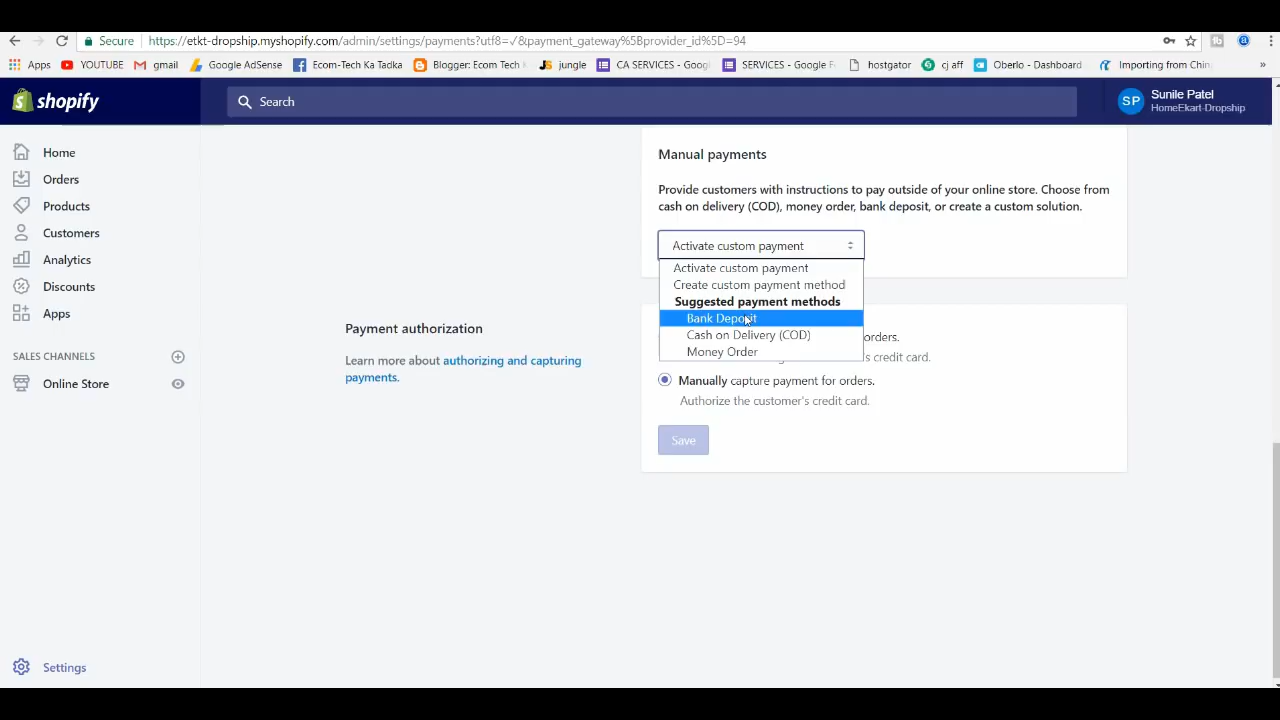 Secure
https://etkt-dropship.myshopify.com/admin/settings/payments?utf8=✓&payment_gateway%5Bprovider_id%5D=94
Apps YOUTUBE gmail Google AdSense Ecom-Tech Ka Tadka Blogger: Ecom Tech jungle CA SERVICES - Googl SERVICES - Google F hostgator cj aff Oberlo - Dashboard Importing from Chin »
shopify
Search
SP
Sunile Patel
HomeEkart-Dropship
Home
Orders
Products
Customers
Analytics
Discounts
Apps
SALES CHANNELS
Online Store
Settings
Manual payments
Provide customers with instructions to pay outside of your online store. Choose from
cash on delivery (COD), money order, bank deposit, or create a custom solution.
Activate custom payment
Activate custom payment
Create custom payment method
Suggested payment methods
Bank Deposit
Cash on Delivery (COD)
Money Order
Payment authorization
Learn more about authorizing and capturing
payments.
orders.
's credit card.
Manually capture payment for orders.
Authorize the customer's credit card.
Save